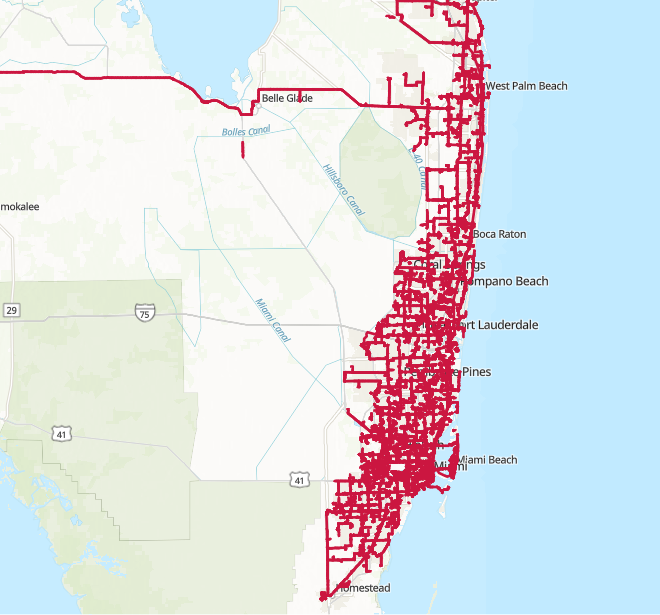 West Palm Beach
Belle Glade
Bolles Canal
Hillsboro Canal
mokalee
Boca Raton
Pompano Beach
29
75
Miami Canal
Fort Lauderdale
Pines
41
41
Miami Beach
Miami
Homestead